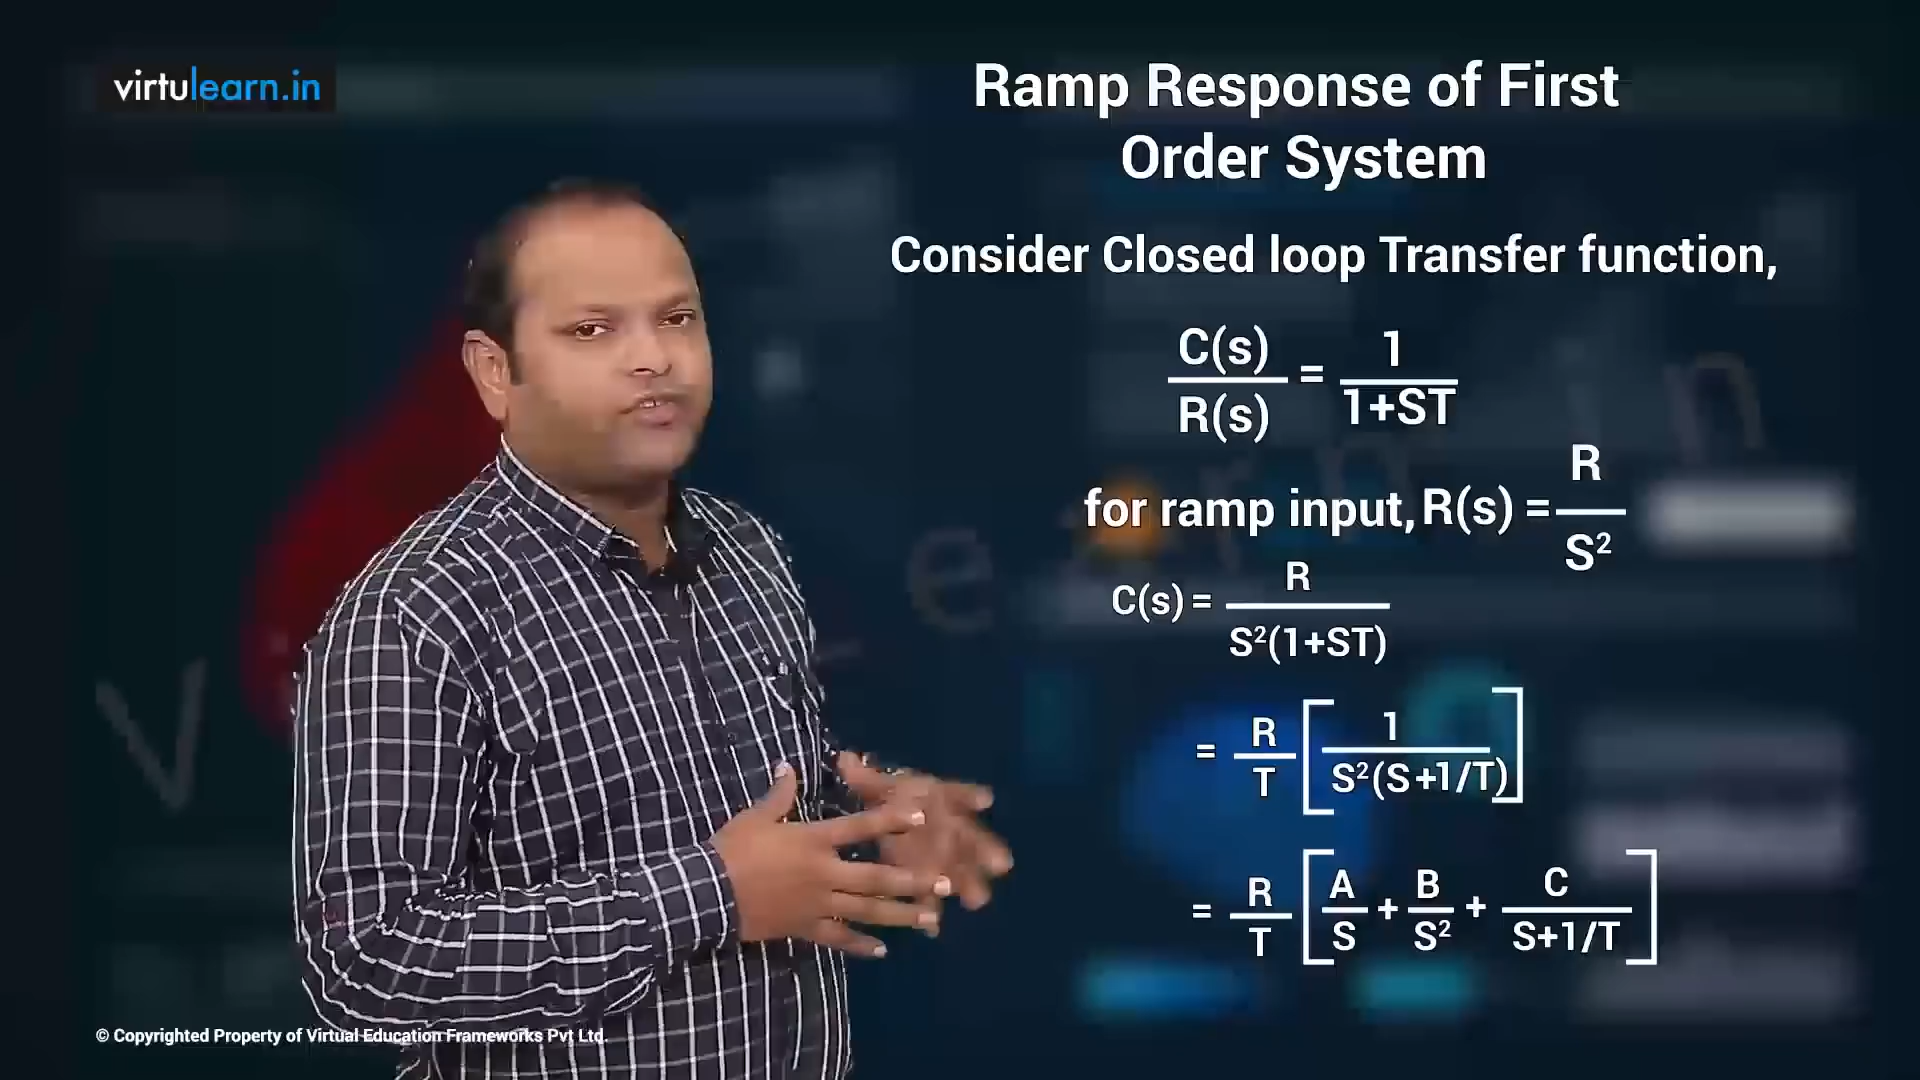 virtulearn.in
Ramp Response of First
Order System
Consider Closed loop Transfer function,
C(s)/R(s) = 1/1+ST
for ramp input, R(s) = R/S²
C(s) = R/S²(1+ST)
= R/T [1/S²(S+1/T)]
= R/T [A/S + B/S² + C/S+1/T]
© Copyrighted Property of Virtual Education Frameworks Pvt Ltd.